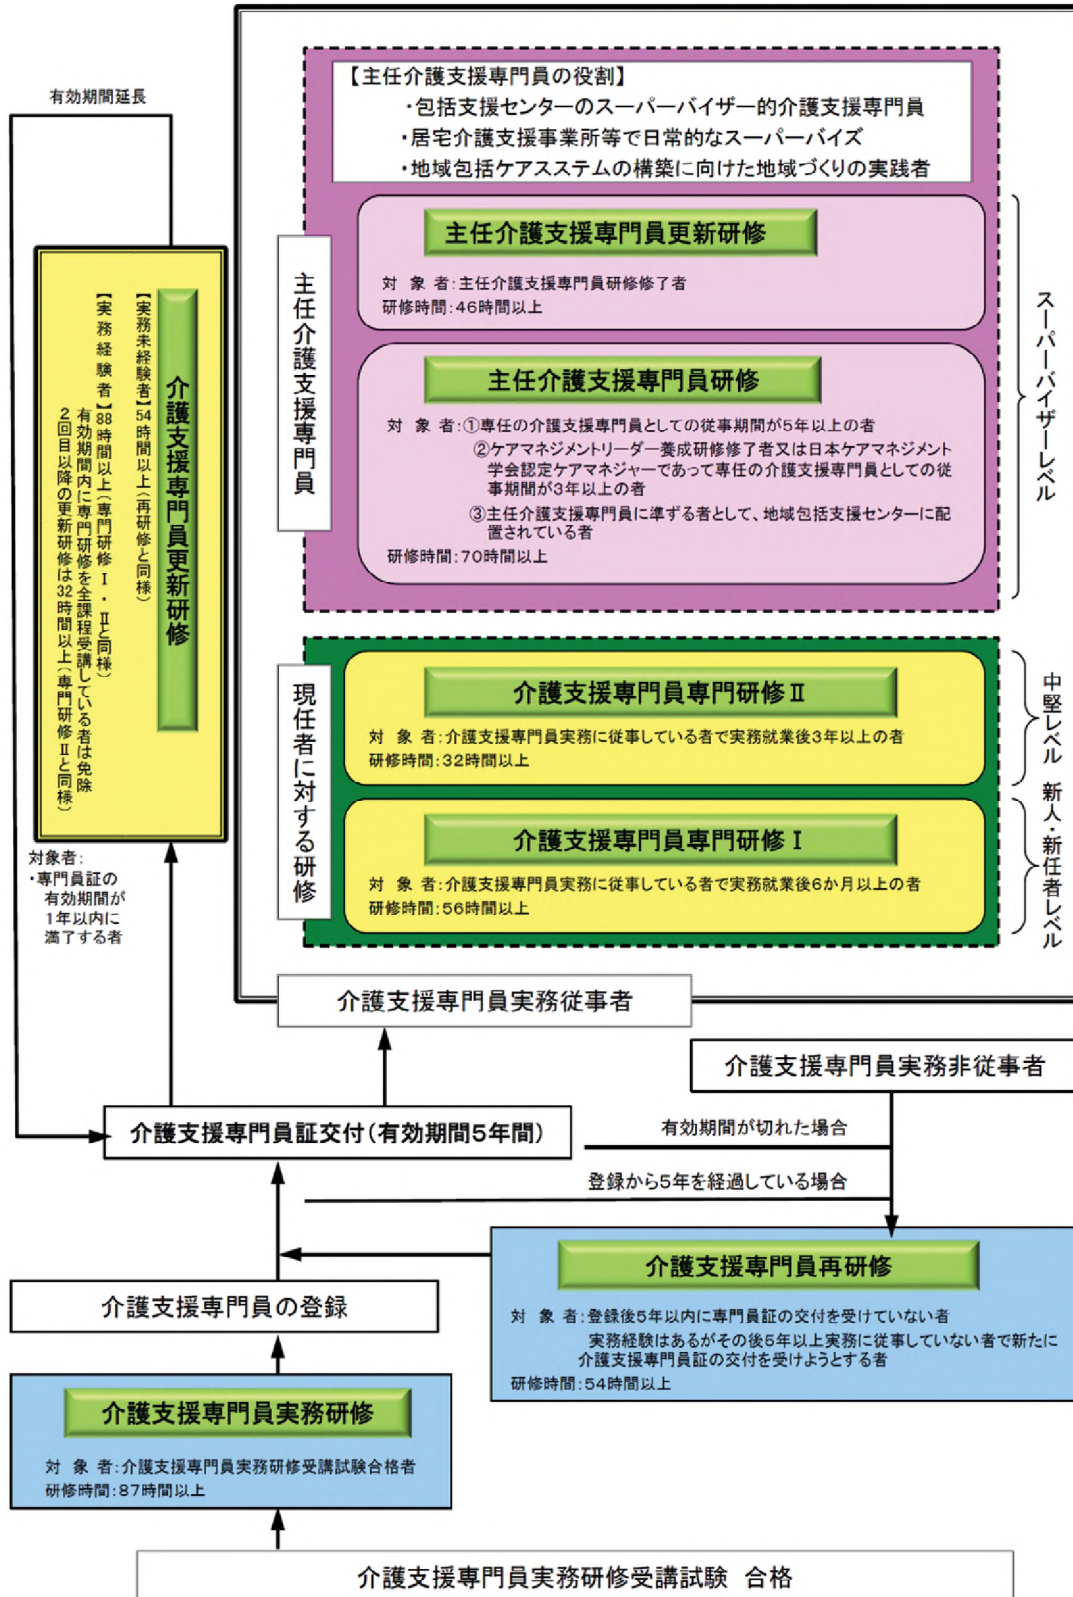 有効期間延長
【主任介護支援専門員の役割】
・包括支援センターのスーパーバイザー的介護支援専門員
・居宅介護支援事業所等で日常的なスーパーバイズ
・地域包括ケアスステムの構築に向けた地域づくりの実践者
主任介護支援専門員
主任介護支援専門員更新研修
対 象 者:主任介護支援専門員研修修了者
研修時間:46時間以上
主任介護支援専門員研修
対 象 者:①専任の介護支援専門員としての従事期間が5年以上の者
②ケアマネジメントリーダー養成研修修了者又は日本ケアマネジメント
学会認定ケアマネジャーであって専任の介護支援専門員としての従
事期間が3年以上の者
③主任介護支援専門員に準ずる者として、地域包括支援センターに配
置されている者
研修時間:70時間以上
スーパーバイザーレベル
介護支援専門員更新研修
【実務未経験者】54時間以上(再研修と同様)
【実務経験者】88時間以上(専門研修Ⅰ・Ⅱと同様)
有効期間内に専門研修を全課程受講している者は免除
2回目以降の更新研修は32時間以上(専門研修Ⅱと同様)
対象者:
・専門員証の
有効期間が
1年以内に
満了する者
現任者に対する研修
介護支援専門員専門研修Ⅱ
対 象 者:介護支援専門員実務に従事している者で実務就業後3年以上の者
研修時間:32時間以上
中堅レベル
介護支援専門員専門研修Ⅰ
対 象 者:介護支援専門員実務に従事している者で実務就業後6か月以上の者
研修時間:56時間以上
新人・新任者レベル
介護支援専門員実務従事者
介護支援専門員実務非従事者
介護支援専門員証交付(有効期間5年間)
有効期間が切れた場合
登録から5年を経過している場合
介護支援専門員再研修
対 象 者:登録後5年以内に専門員証の交付を受けていない者
実務経験はあるがその後5年以上実務に従事していない者で新たに
介護支援専門員証の交付を受けようとする者
研修時間:54時間以上
介護支援専門員の登録
介護支援専門員実務研修
対 象 者:介護支援専門員実務研修受講試験合格者
研修時間:87時間以上
介護支援専門員実務研修受講試験 合格